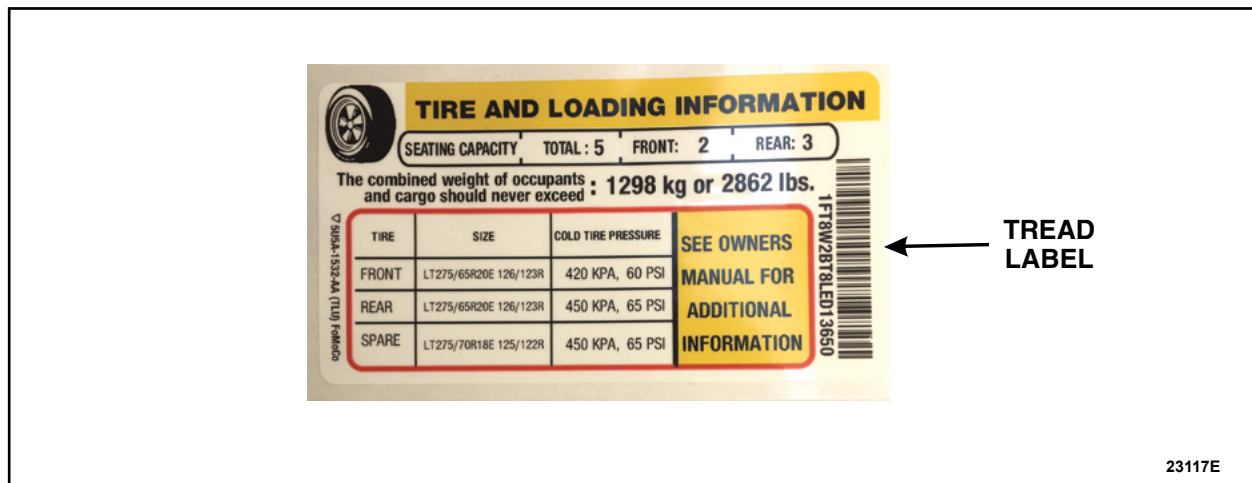 TIRE AND LOADING INFORMATION
SEATING CAPACITY TOTAL : 5 FRONT: 2 REAR: 3
The combined weight of occupants
and cargo should never exceed : 1298 kg or 2862 lbs.
TIRE SIZE COLD TIRE PRESSURE
FRONT LT275/65R20E 126/123R 420 KPA, 60 PSI
REAR LT275/65R20E 126/123R 450 KPA, 65 PSI
SPARE LT275/70R18E 125/122R 450 KPA, 65 PSI
SEE OWNERS
MANUAL FOR
ADDITIONAL
INFORMATION
5U5A-1532-AA (TLU) FoMoCo
1FT8W2BT8LED13650
TREAD
LABEL
23117E